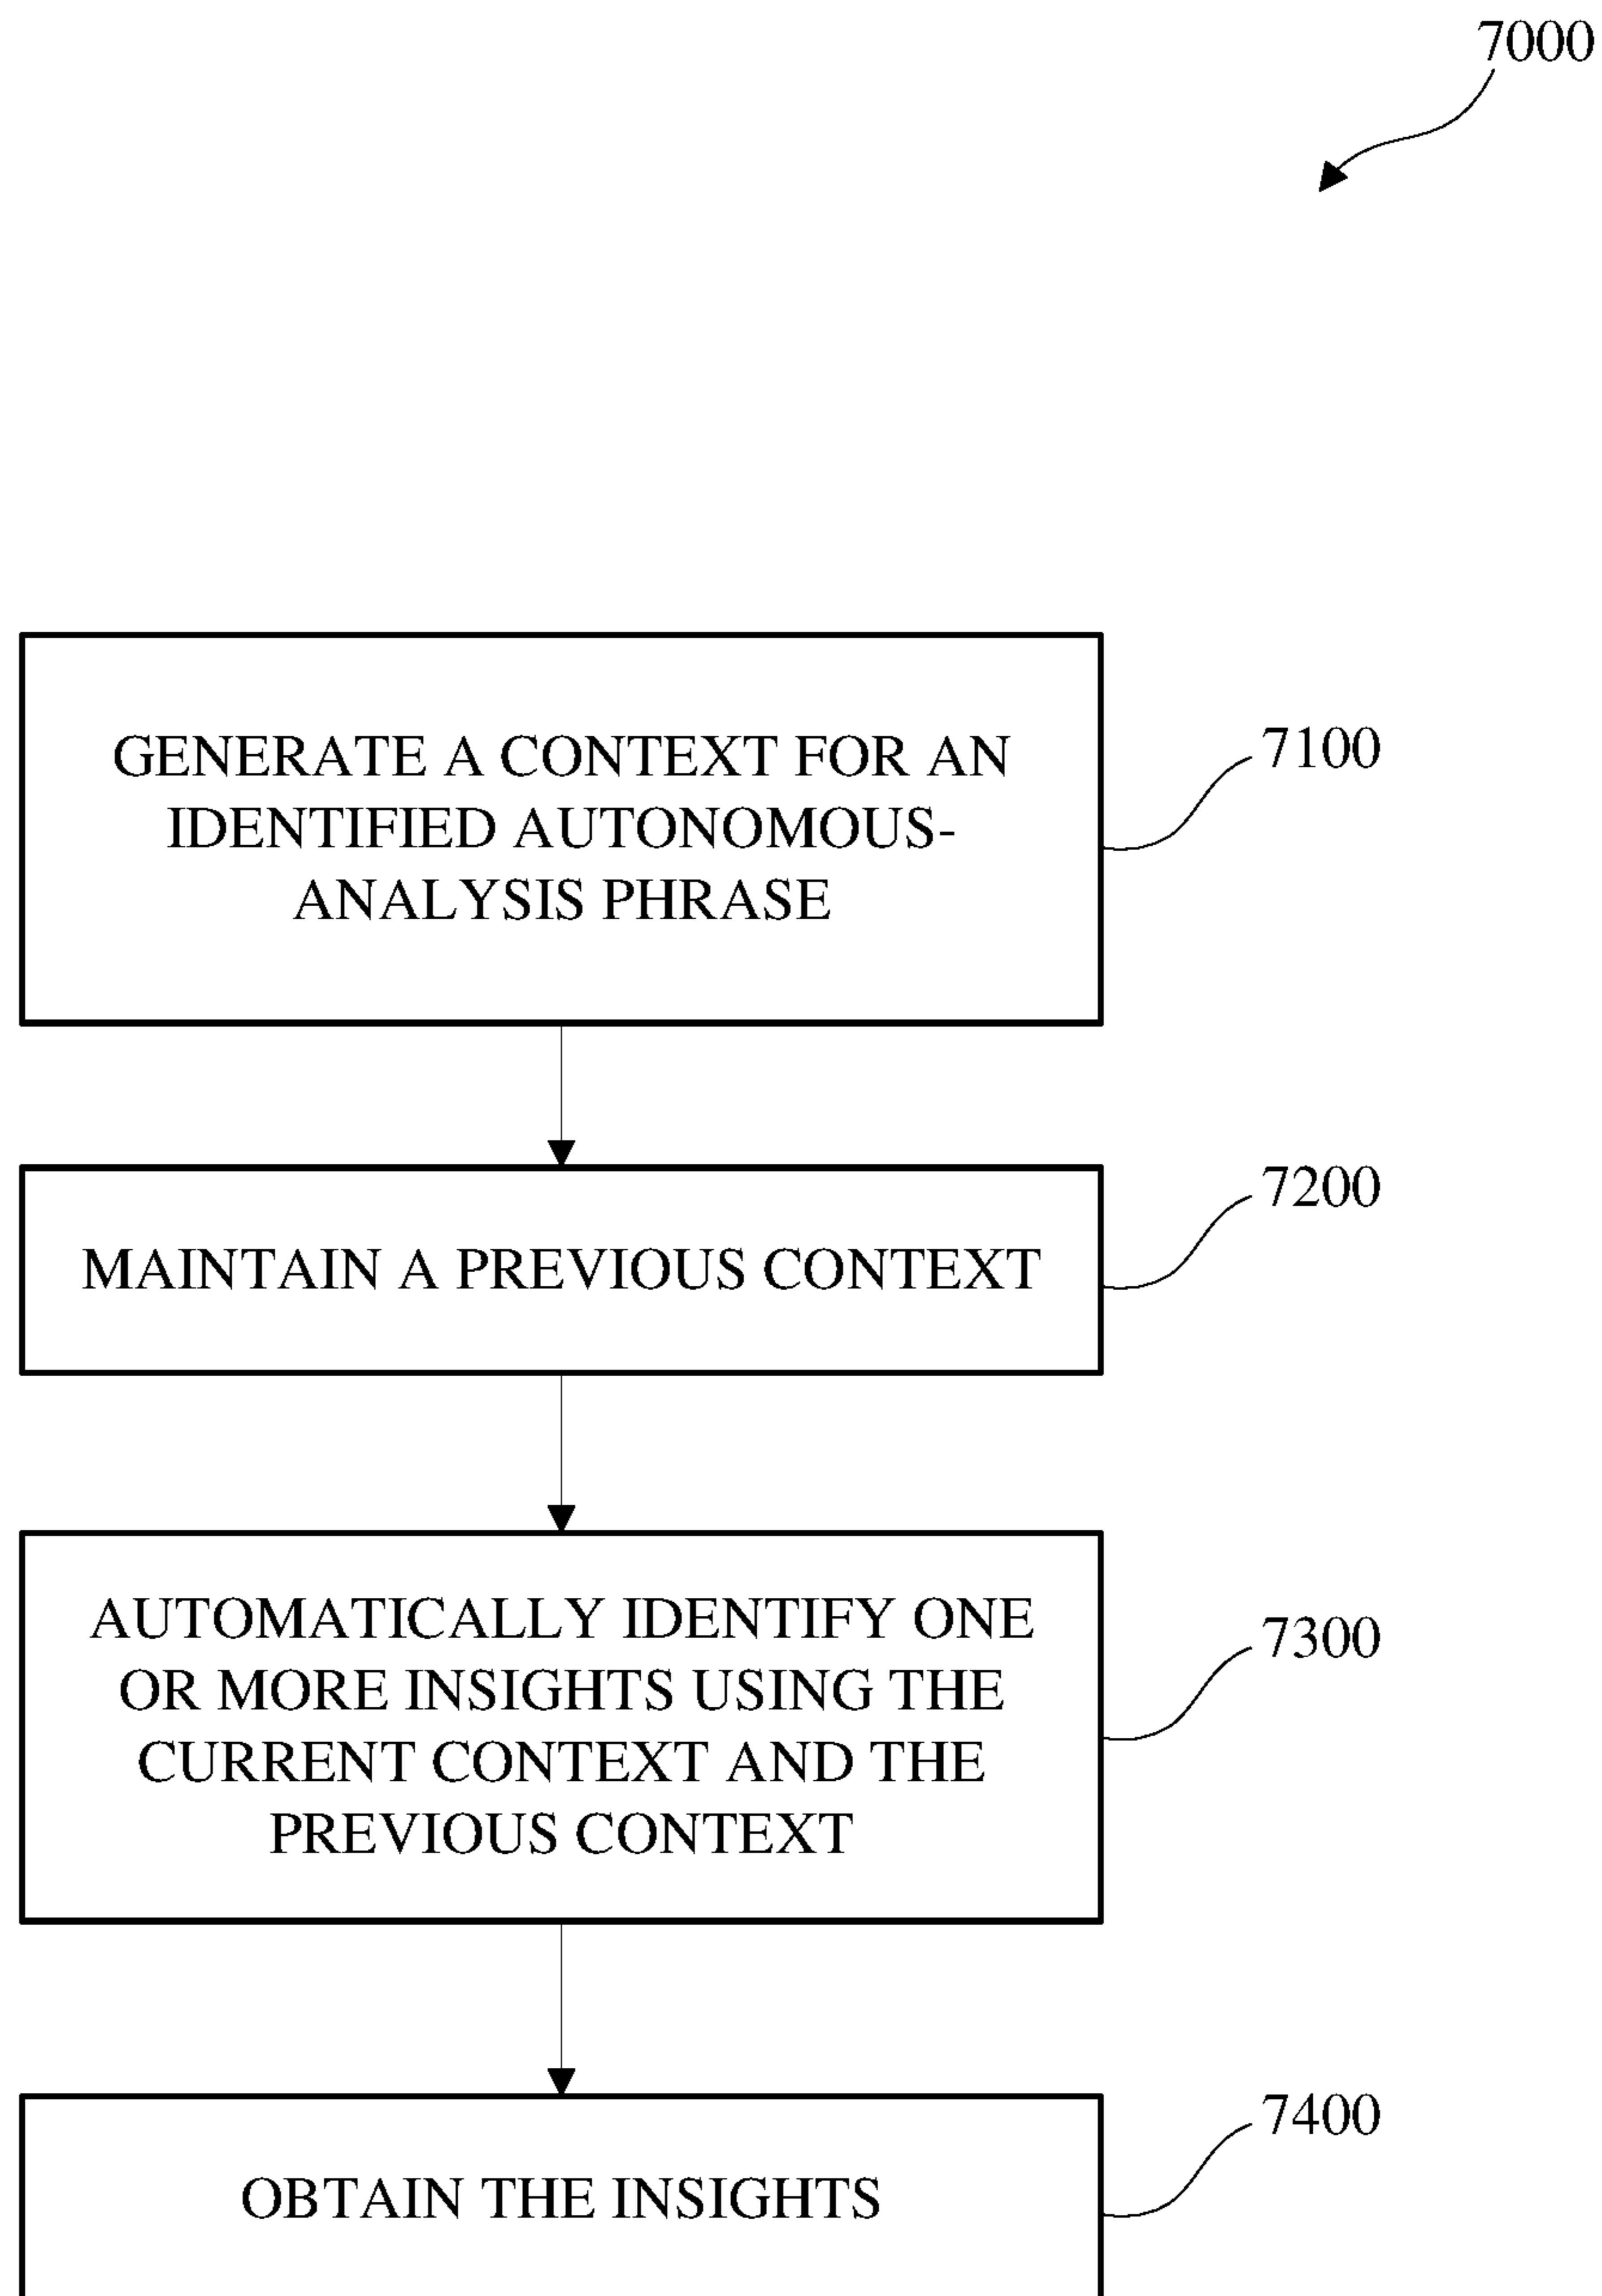 7000
GENERATE A CONTEXT FOR AN
IDENTIFIED AUTONOMOUS-
ANALYSIS PHRASE
7100
MAINTAIN A PREVIOUS CONTEXT
7200
AUTOMATICALLY IDENTIFY ONE
OR MORE INSIGHTS USING THE
CURRENT CONTEXT AND THE
PREVIOUS CONTEXT
7300
OBTAIN THE INSIGHTS
7400